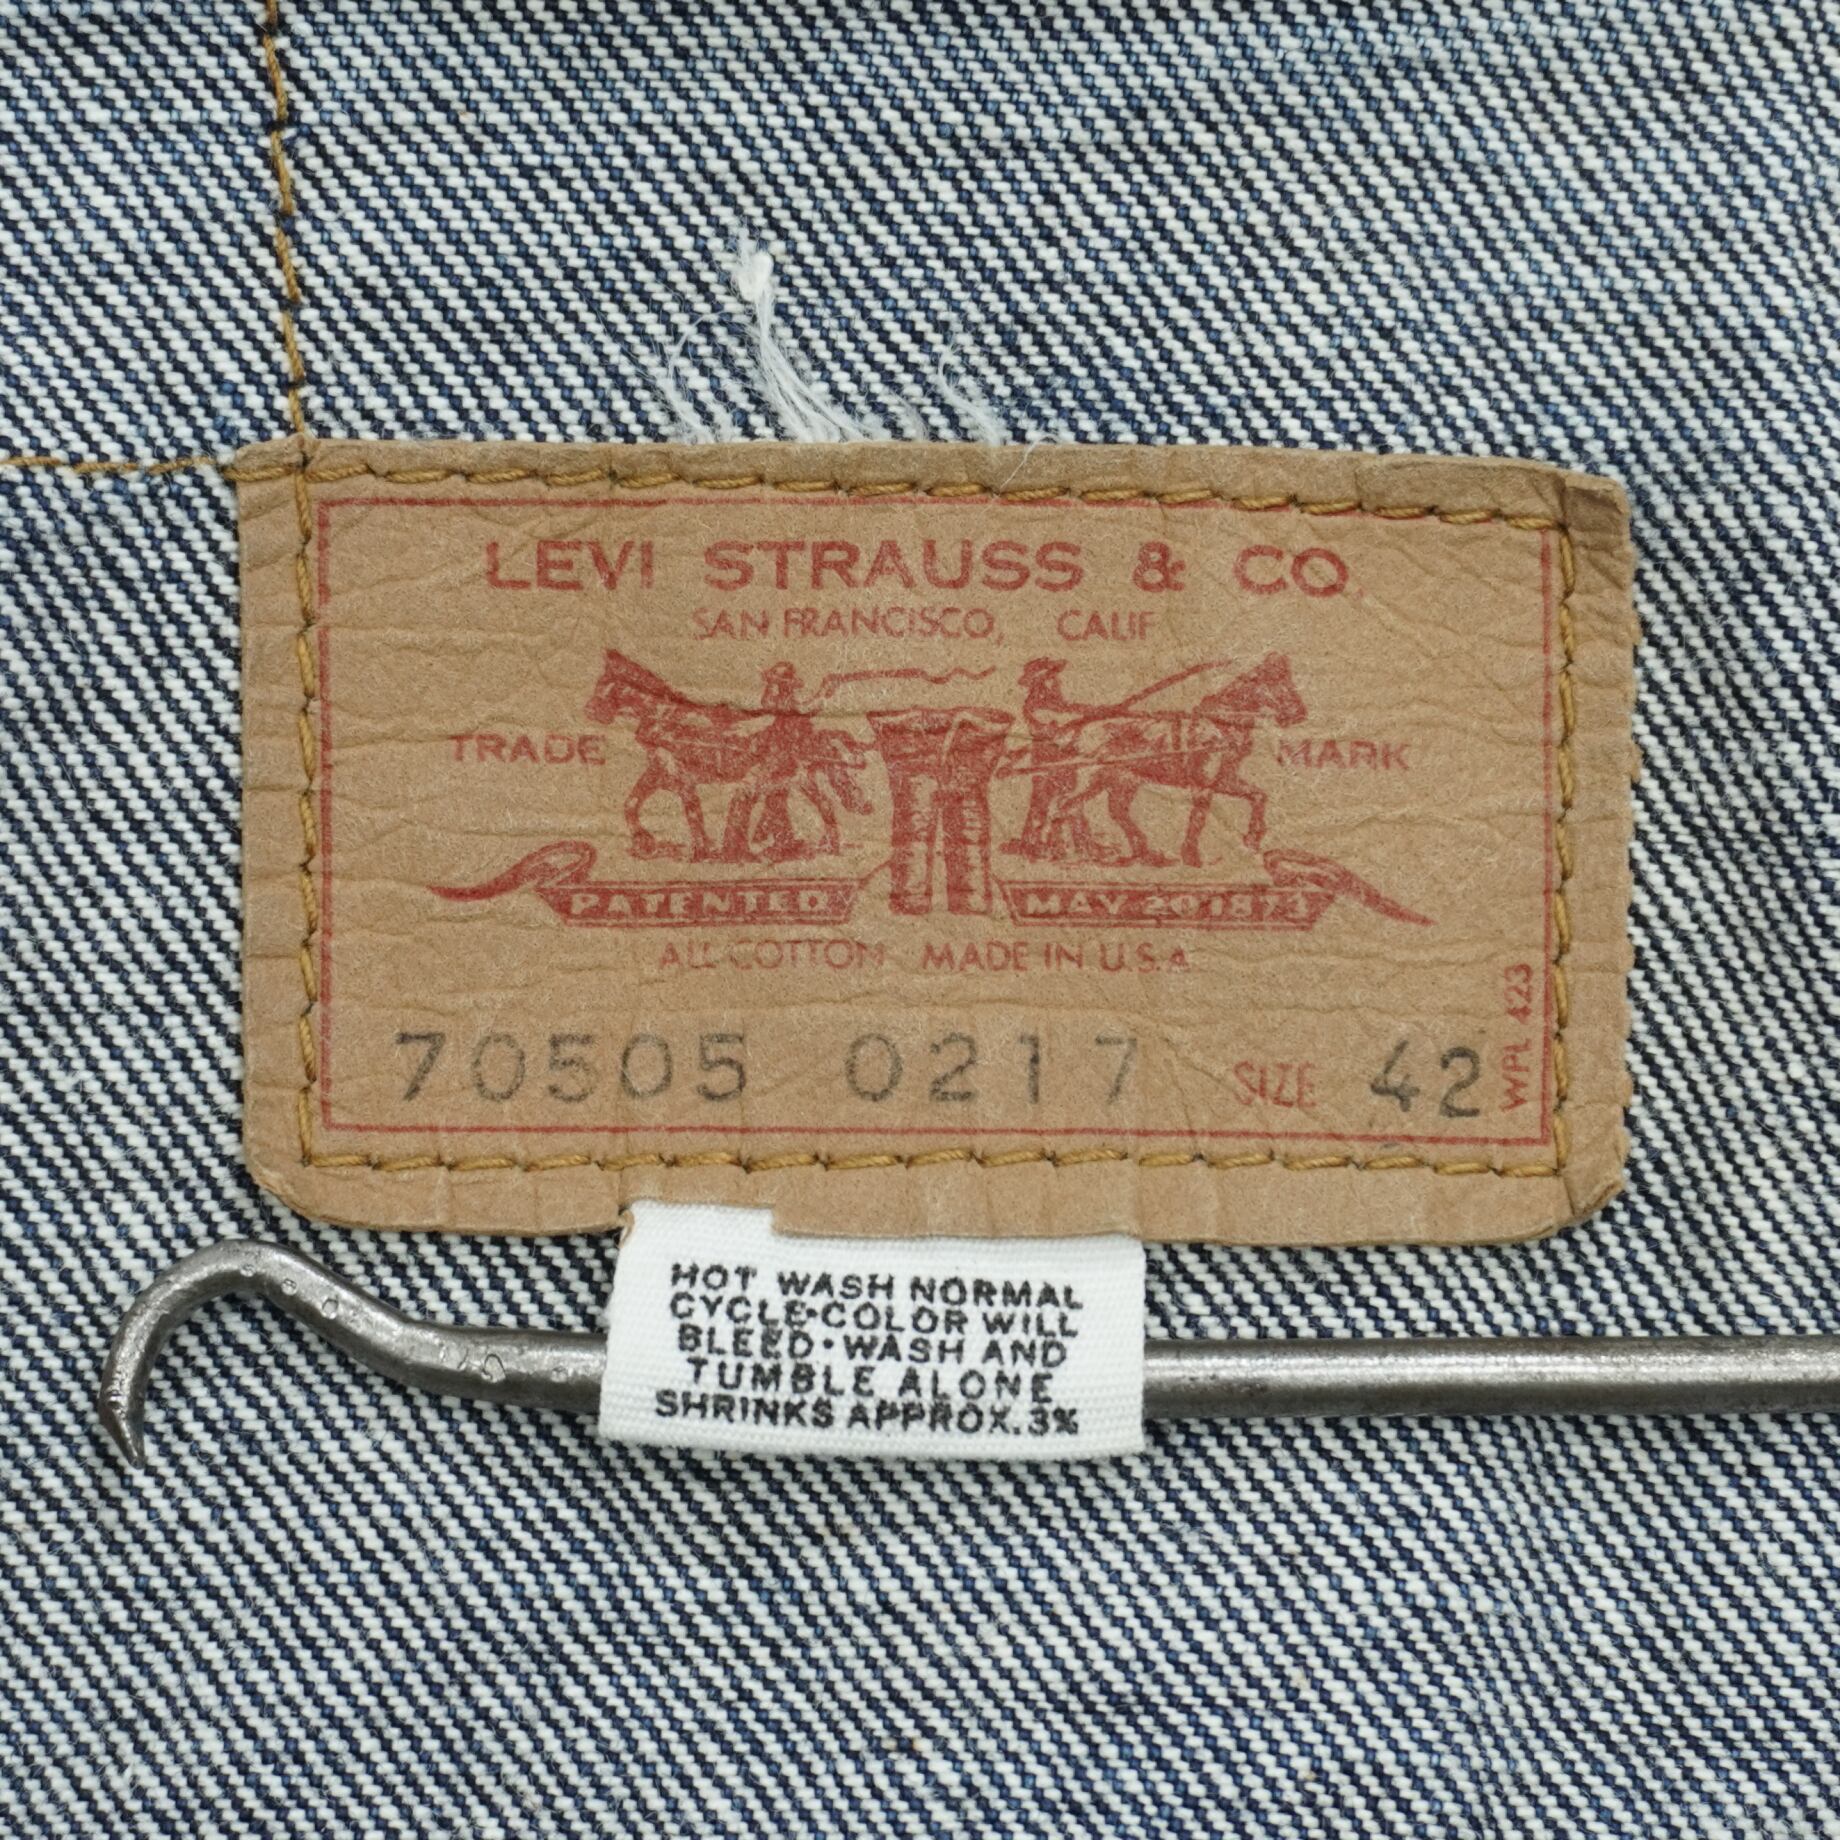 LEVI STRAUSS & CO.
SAN FRANCISCO, CALIF
TRADE MARK
PATENTED MAY 20 1873
ALL COTTON MADE IN U.S.A
70505 0217 SIZE 42
WPL 423
HOT WASH NORMAL
CYCLE•COLOR WILL
BLEED•WASH AND
TUMBLE ALONE
SHRINKS APPROX.3%